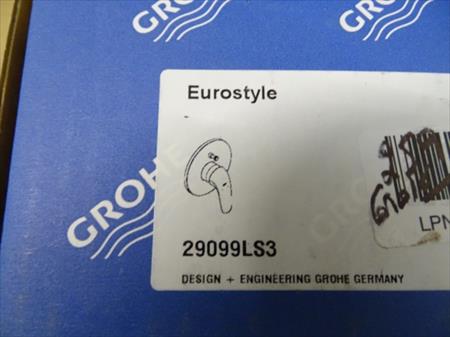 GROHE
GROHE
Eurostyle
GROHE
29099LS3
LPN
DESIGN + ENGINEERING GROHE GERMANY